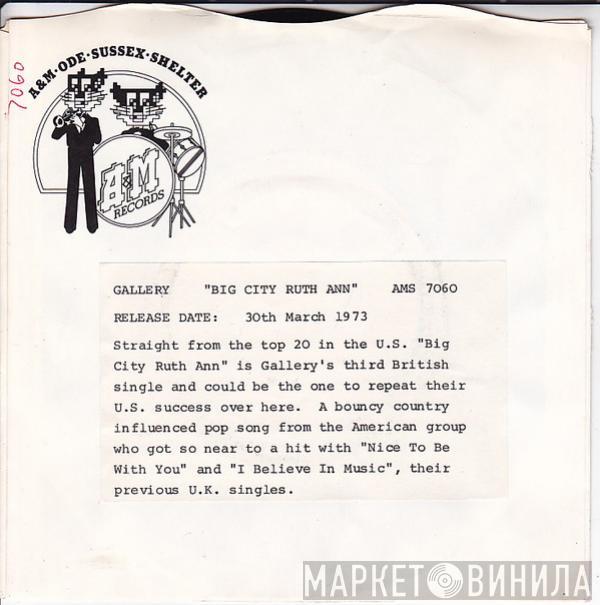 A&M·ODE·SUSSEX·SHELTER
7060
A&M
RECORDS
GALLERY "BIG CITY RUTH ANN" AMS 7060
RELEASE DATE: 30th March 1973
Straight from the top 20 in the U.S. "Big
City Ruth Ann" is Gallery's third British
single and could be the one to repeat their
U.S. success over here. A bouncy country
influenced pop song from the American group
who got so near to a hit with "Nice To Be
With You" and "I Believe In Music", their
previous U.K. singles.
МАРКЕТ ВИНИЛА